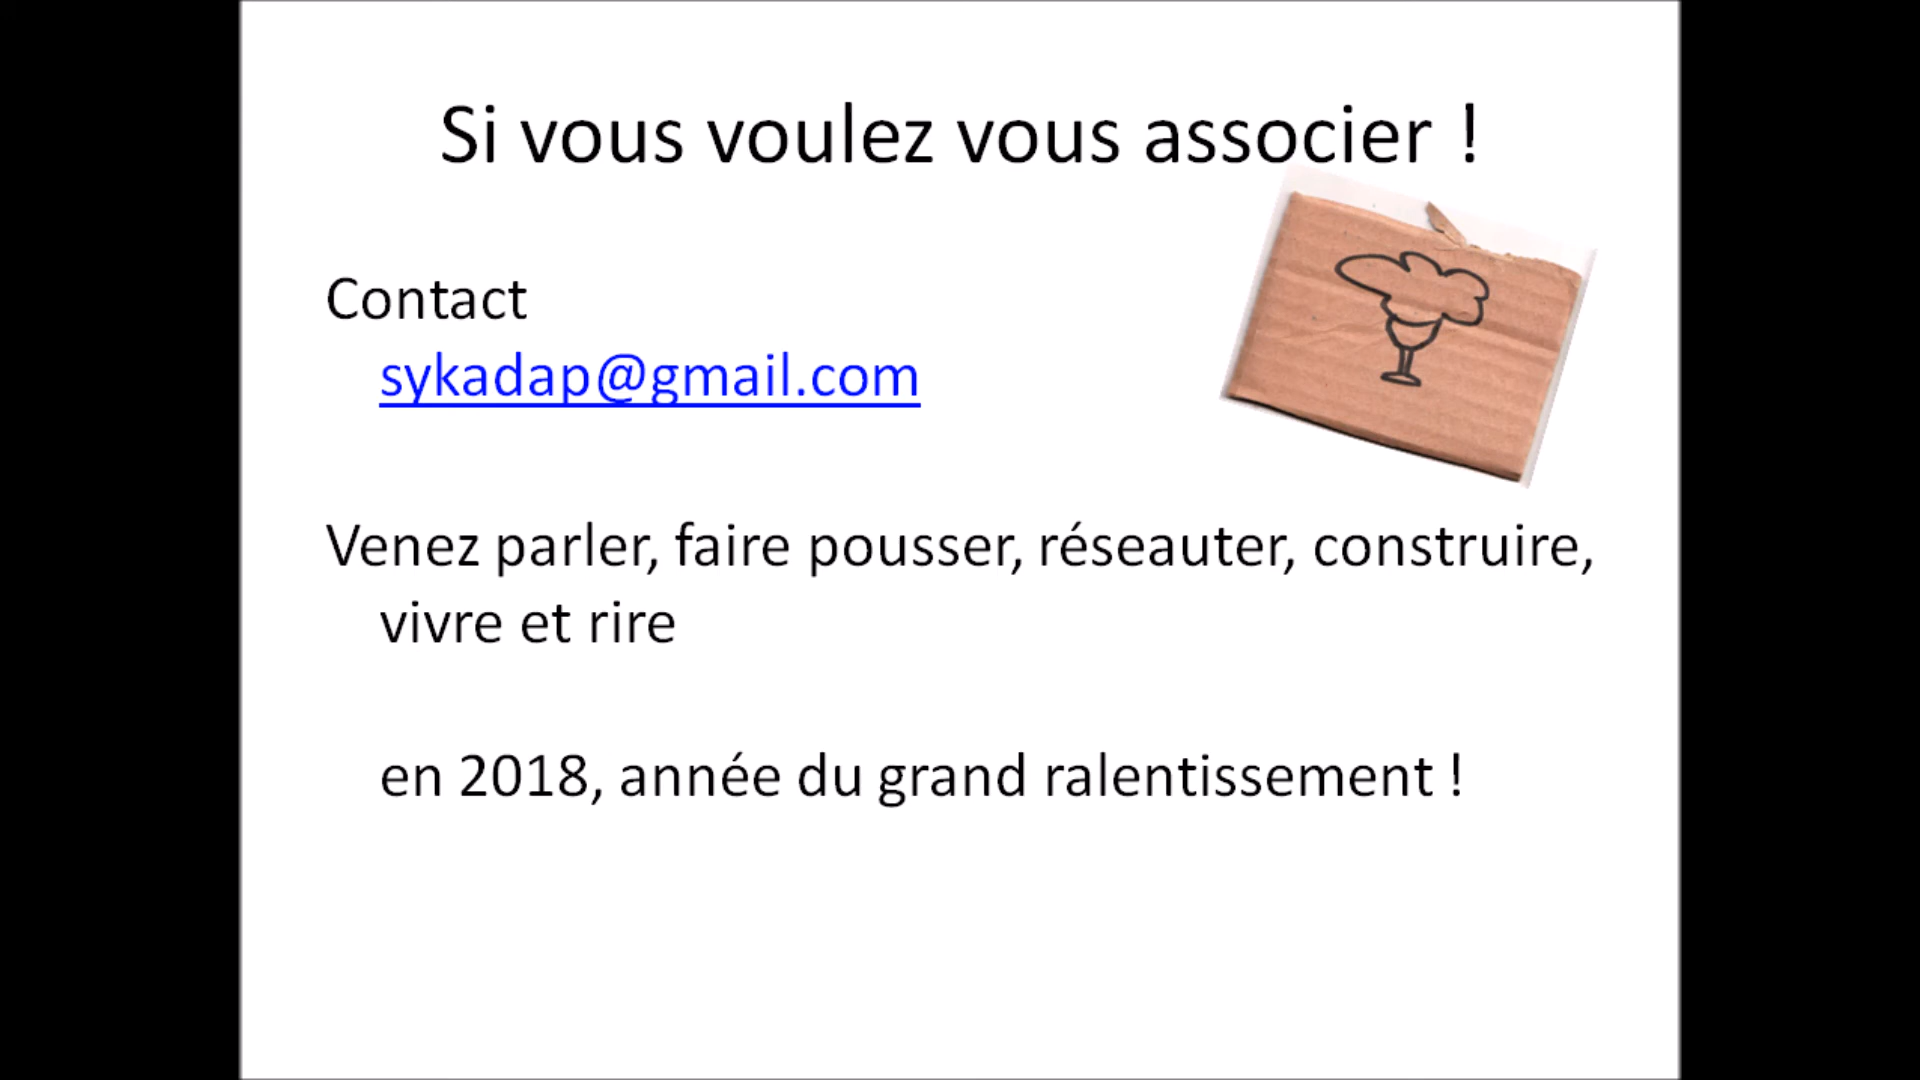 Si vous voulez vous associer !
Contact
sykadap@gmail.com
Venez parler, faire pousser, réseauter, construire,
vivre et rire
en 2018, année du grand ralentissement !